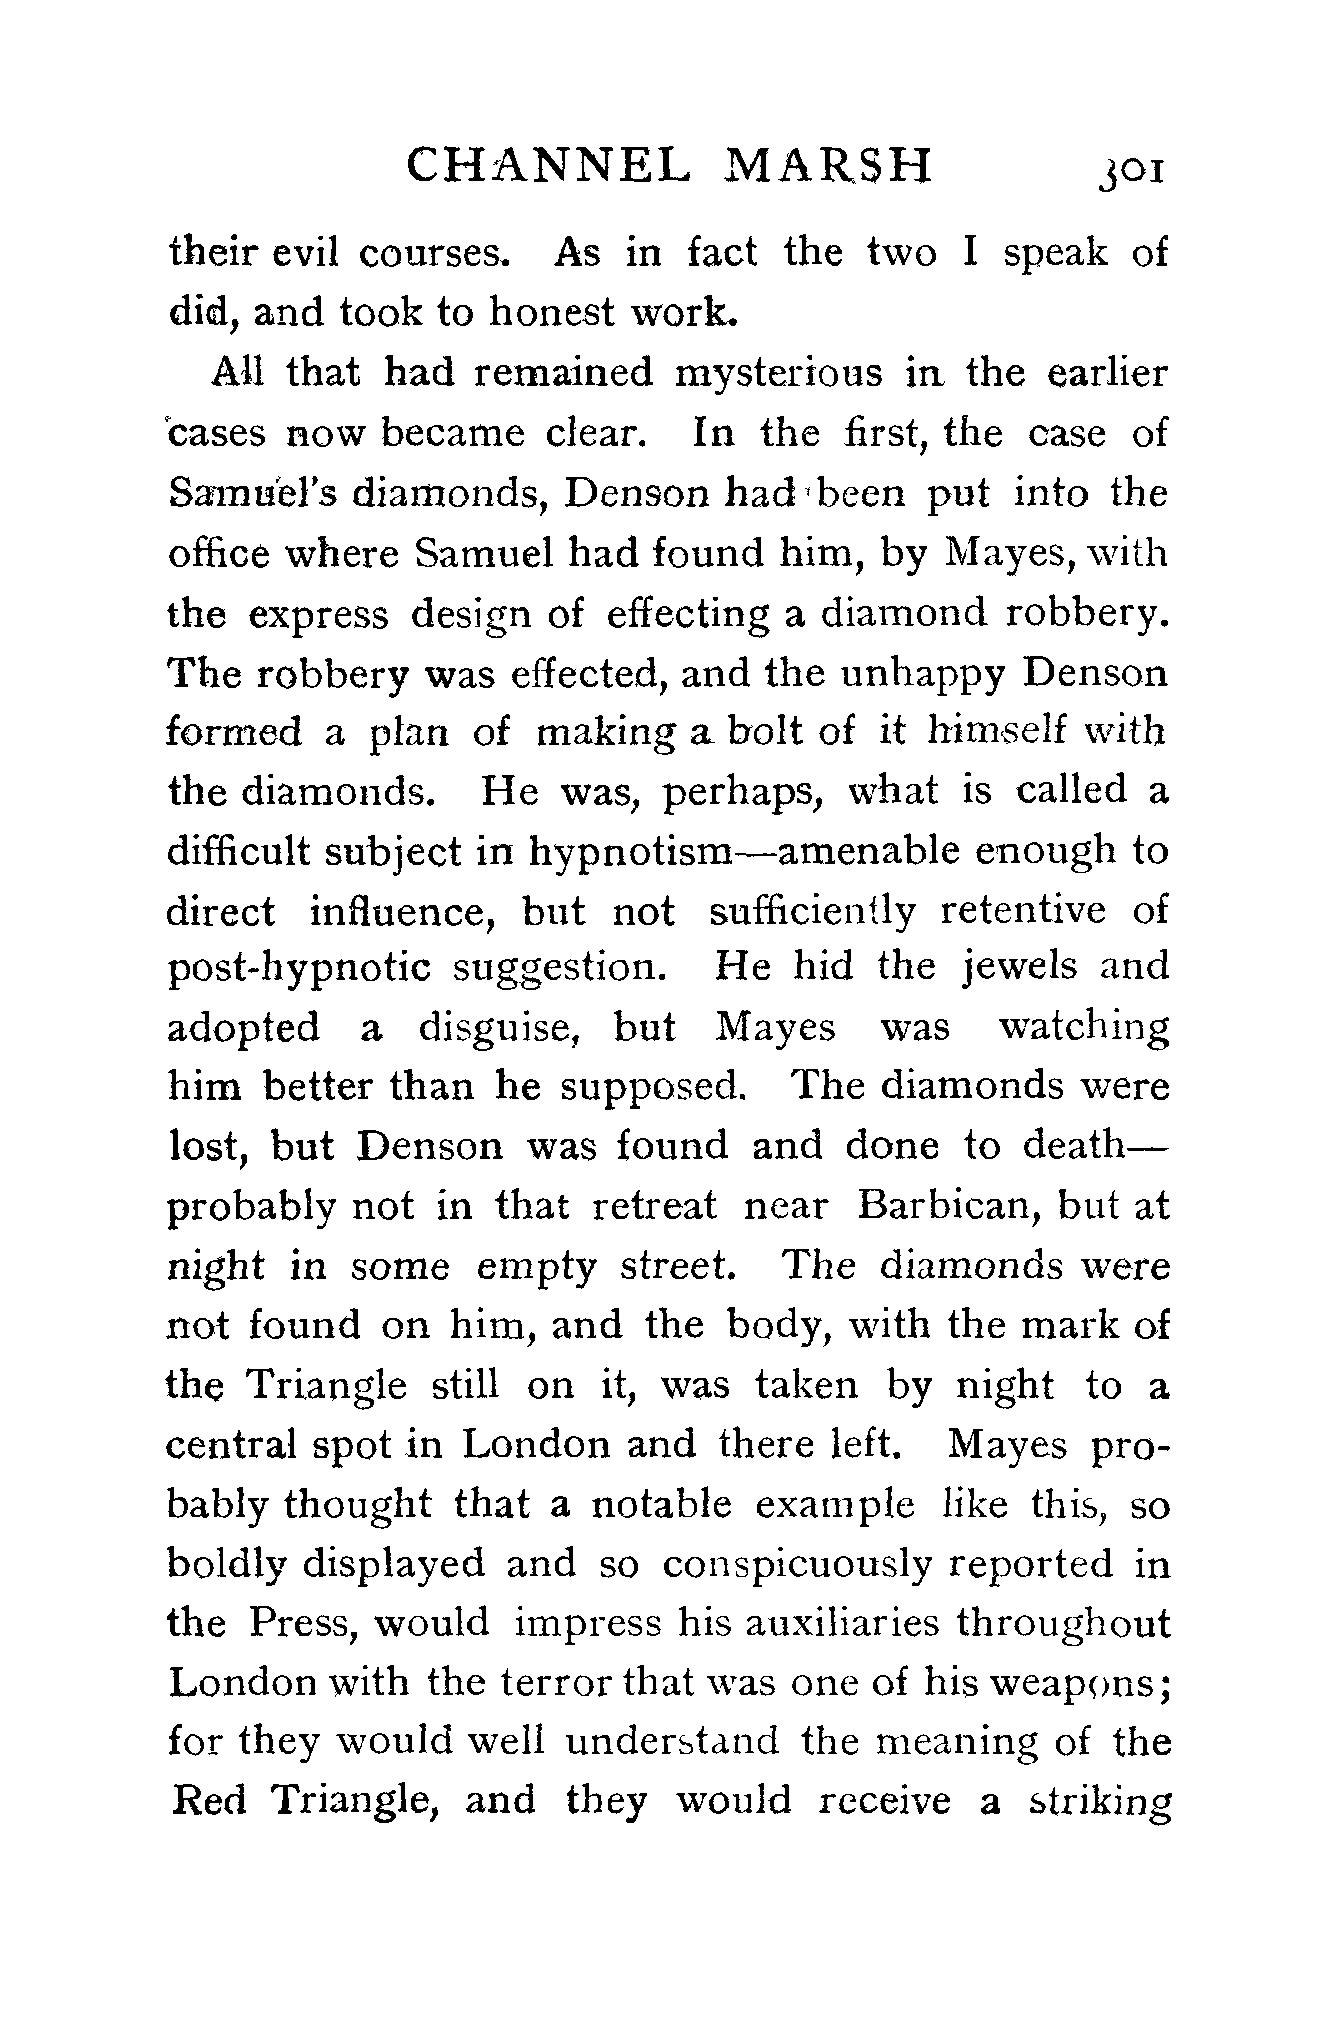 CHANNEL MARSH 301
their evil courses. As in fact the two I speak of
did, and took to honest work.
All that had remained mysterious in the earlier
cases now became clear. In the first, the case of
Samuel's diamonds, Denson had been put into the
office where Samuel had found him, by Mayes, with
the express design of effecting a diamond robbery.
The robbery was effected, and the unhappy Denson
formed a plan of making a bolt of it himself with
the diamonds. He was, perhaps, what is called a
difficult subject in hypnotism—amenable enough to
direct influence, but not sufficiently retentive of
post-hypnotic suggestion. He hid the jewels and
adopted a disguise, but Mayes was watching
him better than he supposed. The diamonds were
lost, but Denson was found and done to death—
probably not in that retreat near Barbican, but at
night in some empty street. The diamonds were
not found on him, and the body, with the mark of
the Triangle still on it, was taken by night to a
central spot in London and there left. Mayes pro-
bably thought that a notable example like this, so
boldly displayed and so conspicuously reported in
the Press, would impress his auxiliaries throughout
London with the terror that was one of his weapons;
for they would well understand the meaning of the
Red Triangle, and they would receive a striking